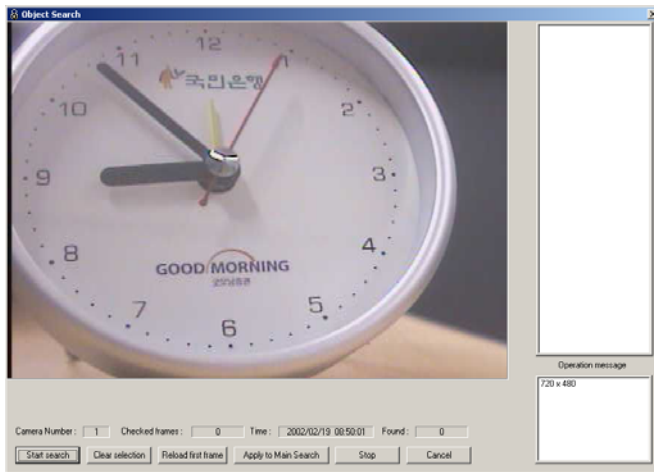 Object Search
12
11
1
국민은행
10
2
9
3
8
4
GOOD MORNING
7
5
6
Operation message
720 x 480
Camera Number : 1 Checked frames : 0 Time : 2002/02/19 08:50:01 Found : 0
Start search Clear selection Reload first frame Apply to Main Search Stop Cancel